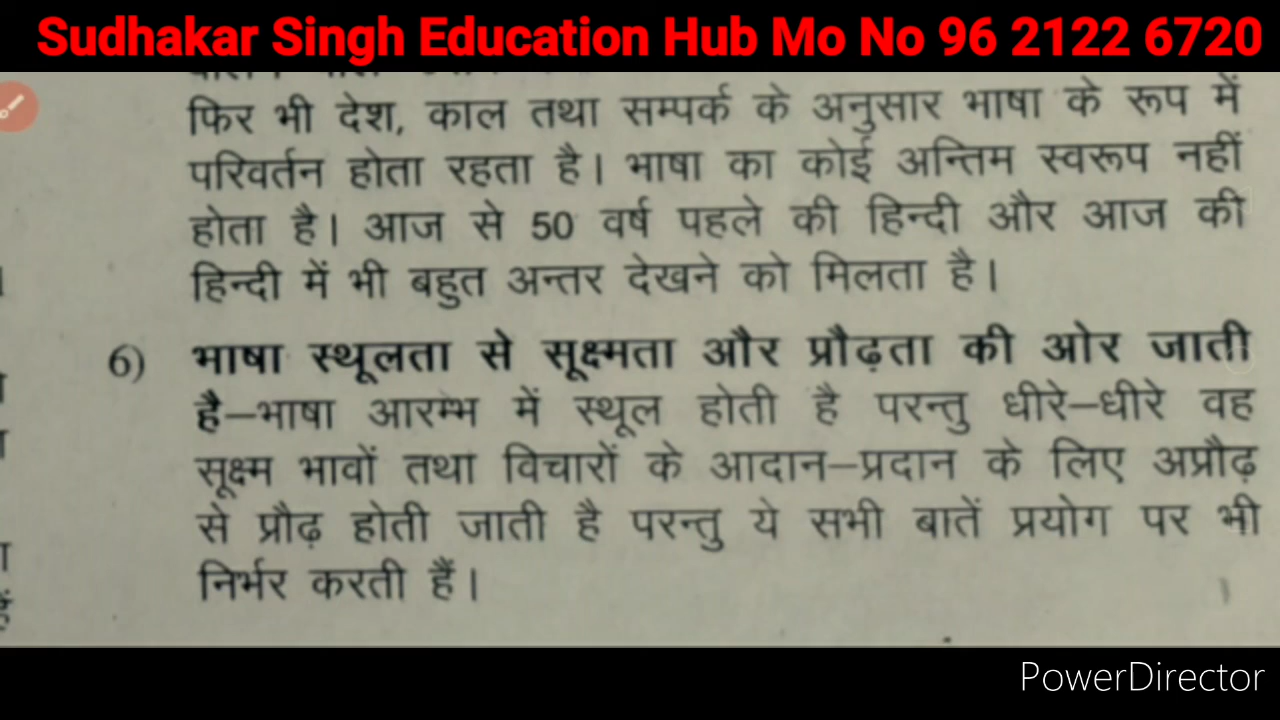 Sudhakar Singh Education Hub Mo No 96 2122 6720
फिर भी देश, काल तथा सम्पर्क के अनुसार भाषा के रूप में
परिवर्तन होता रहता है। भाषा का कोई अन्तिम स्वरूप नहीं
होता है। आज से 50 वर्ष पहले की हिन्दी और आज की
हिन्दी में भी बहुत अन्तर देखने को मिलता है।
6) भाषा स्थूलता से सूक्ष्मता और प्रौढ़ता की ओर जाती
है–भाषा आरम्भ में स्थूल होती है परन्तु धीरे–धीरे वह
सूक्ष्म भावों तथा विचारों के आदान–प्रदान के लिए अप्रौढ़
से प्रौढ़ होती जाती है परन्तु ये सभी बातें प्रयोग पर भी
निर्भर करती हैं।
PowerDirector